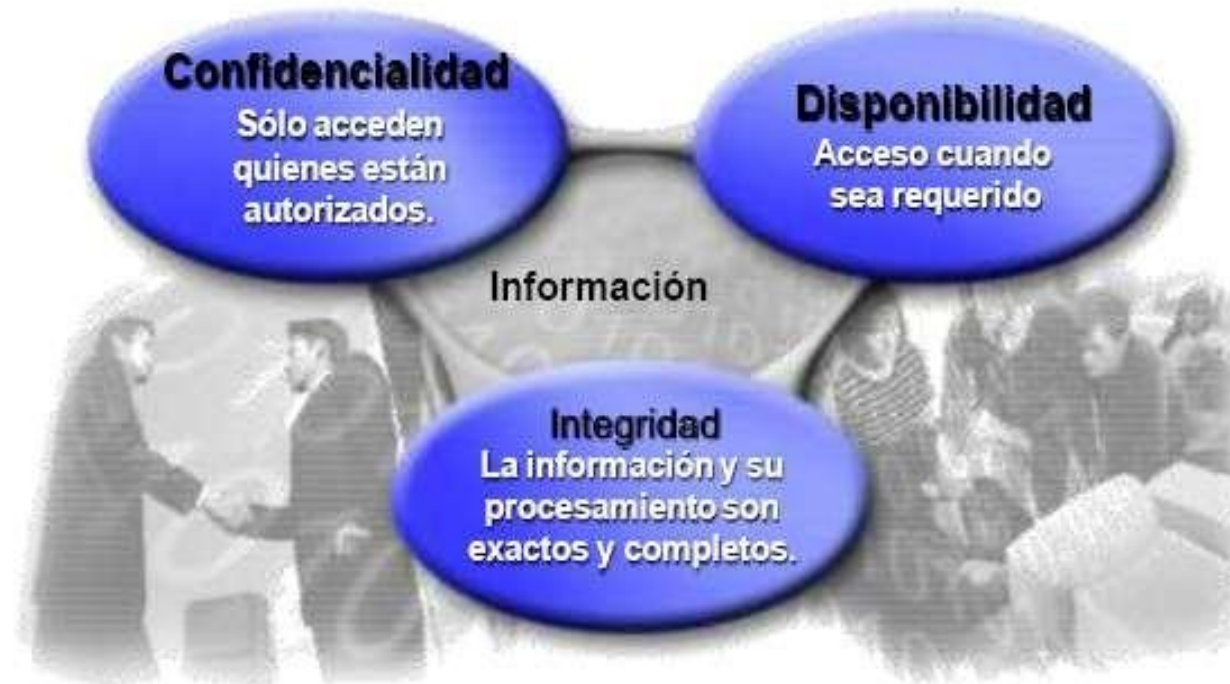 Confidencialidad
Sólo acceden
quienes están
autorizados.
Disponibilidad
Acceso cuando
sea requerido
Información
Integridad
La información y su
procesamiento son
exactos y completos.